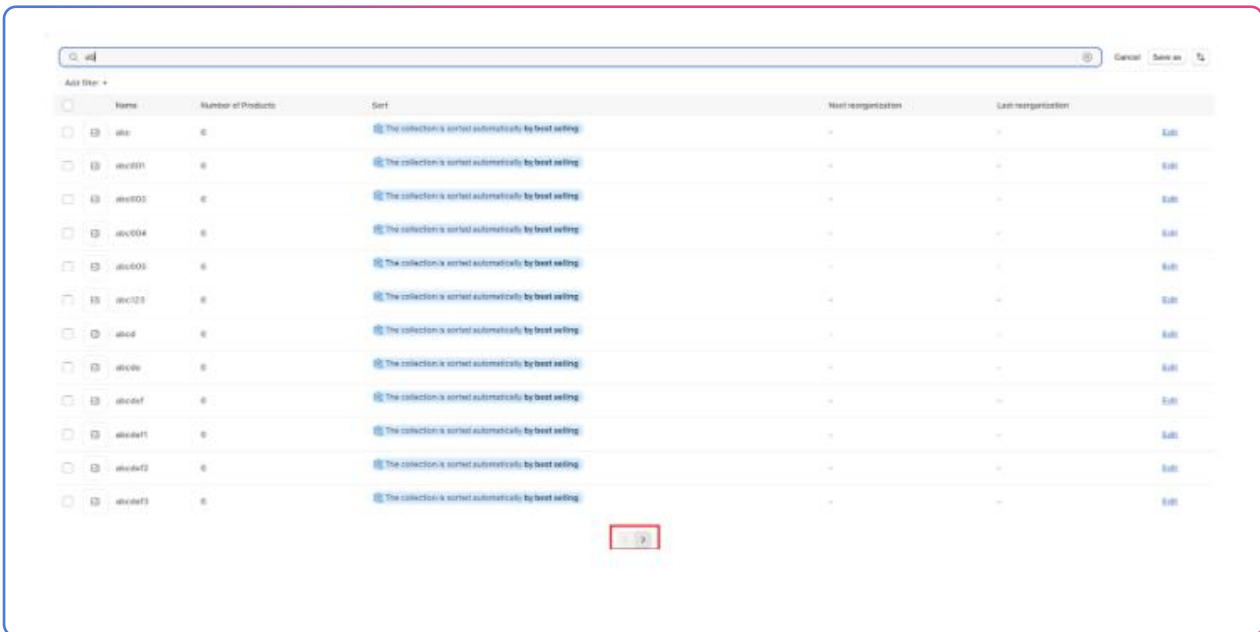 ab
Cancel Save as
Add filter +
Name Number of Products Sort Next reorganization Last reorganization
abc 0 The collection is sorted automatically by best selling - - Edit
abc001 0 The collection is sorted automatically by best selling - - Edit
0 The collection is sorted automatically by best selling - - Edit
abc004 0 The collection is sorted automatically by best selling - - Edit
abc005 0 The collection is sorted automatically by best selling - - Edit
abc123 0 The collection is sorted automatically by best selling - - Edit
abcd 0 The collection is sorted automatically by best selling - - Edit
abcde 0 The collection is sorted automatically by best selling - - Edit
abcdef 0 The collection is sorted automatically by best selling - - Edit
abcdef1 0 The collection is sorted automatically by best selling - - Edit
abcdef2 0 The collection is sorted automatically by best selling - - Edit
abcdef3 0 The collection is sorted automatically by best selling - - Edit